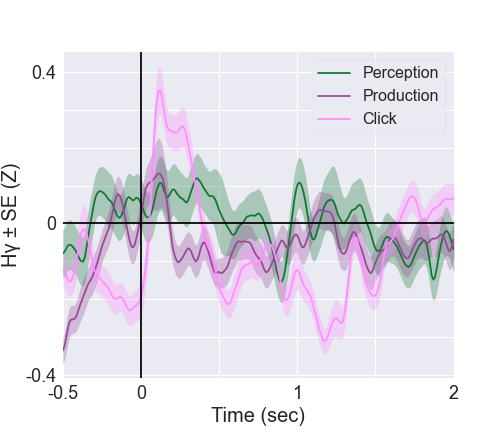 Perception
Production
Click
Hγ ± SE (Z)
0.4
0
-0.4
-0.5 0 1 2
Time (sec)